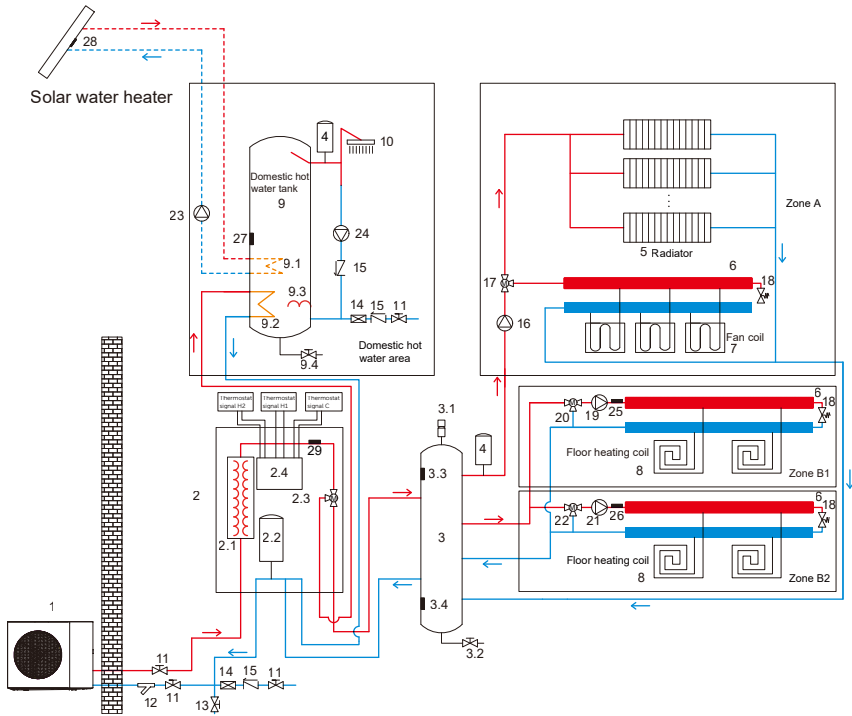 28
Solar water heater
4
10
Domestic hot
water tank
9
23
27
24
9.1
15
9.3
9.2
14
15
11
Domestic hot
water area
9.4
Zone A
5 Radiator
6
17
18
16
Fan coil
7
Thermostat
signal H2
Thermostat
signal H1
Thermostat
signal C
3.1
4
29
2
2.4
2.3
2.1
2.2
3.3
3
3.4
3.2
6
18
20
19
25
Floor heating coil
8
Zone B1
6
18
22
21
26
Floor heating coil
8
Zone B2
1
11
12
11
14
15
11
13